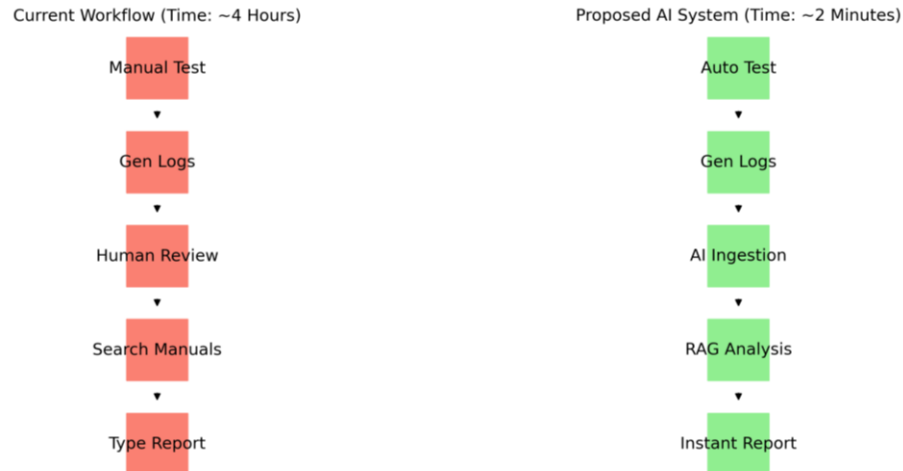 Current Workflow (Time: ~4 Hours)
Manual Test
Gen Logs
Human Review
Search Manuals
Type Report
Proposed AI System (Time: ~2 Minutes)
Auto Test
Gen Logs
AI Ingestion
RAG Analysis
Instant Report